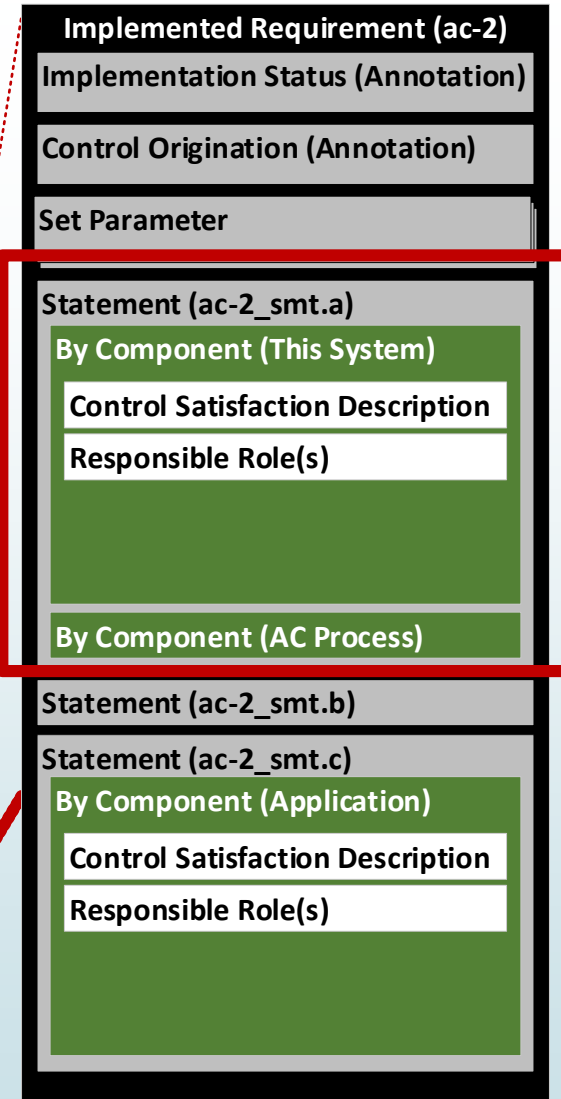 Implemented Requirement (ac-2)
Implementation Status (Annotation)
Control Origination (Annotation)
Set Parameter
Statement (ac-2_smt.a)
By Component (This System)
Control Satisfaction Description
Responsible Role(s)
By Component (AC Process)
Statement (ac-2_smt.b)
Statement (ac-2_smt.c)
By Component (Application)
Control Satisfaction Description
Responsible Role(s)